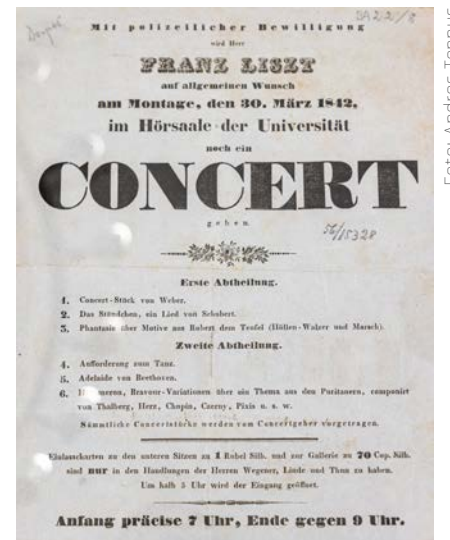 Dorpat
DA 22/8
Mit polizeilicher Bewilligung
wird Herr
FRANZ LISZT
auf allgemeinen Wunsch
am Montage, den 30. März 1842,
im Hörsaale der Universität
noch ein
CONCERT
geben.
56/15328
Erste Abtheilung.
1. Concert-Stück von Weber.
2. Das Ständchen, ein Lied von Schubert.
3. Phantasie über Motive aus Robert dem Teufel (Höllen-Walzer und Marsch).
Zweite Abtheilung.
4. Aufforderung zum Tanz.
5. Adelaide von Beethoven.
6. Bravour-Variationen über ein Thema aus den Puritanern, componirt
von Thalberg, Herz, Chopin, Czerny, Pixis u. s. w.
Sämmtliche Concertstücke werden vom Concertgeber vorgetragen.
Einlasskarten zu den unteren Sitzen zu 1 Rubel Silb. und zur Gallerie zu 70 Cop. Silb.
sind nur in den Handlungen der Herren Wegener, Linde und Thun zu haben.
Um halb 5 Uhr wird der Eingang geöffnet.
Anfang präcise 7 Uhr, Ende gegen 9 Uhr.
Foto: Andres Tennus